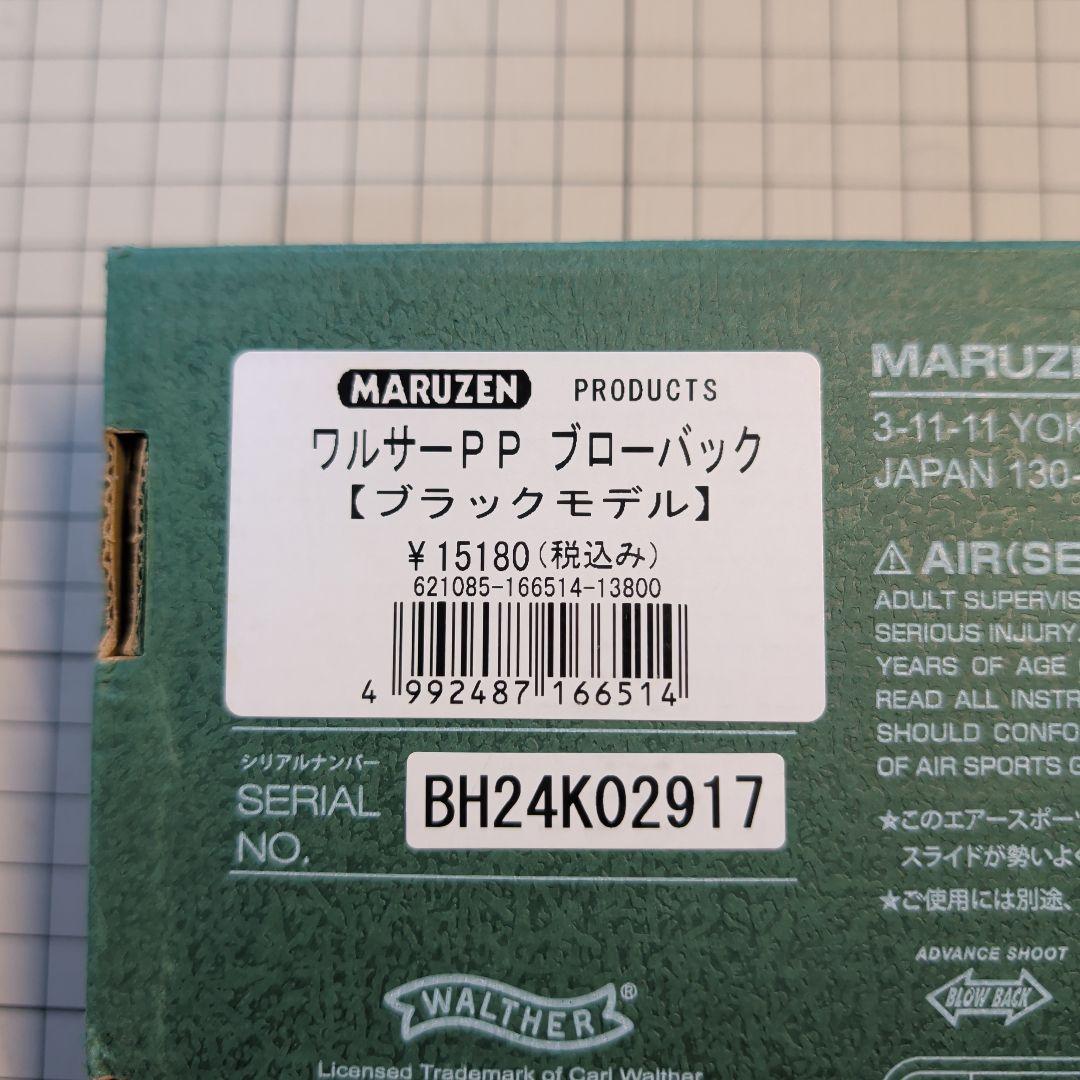 MARUZEN PRODUCTS
ワルサーPP ブローバック
【ブラックモデル】
¥15180(税込み)
621085-166514-13800
4 992487 166514
シリアルナンバー
SERIAL
NO.
BH24K02917
WALTHER®
Licensed Trademark of Carl Walther
MARUZE
3-11-11 YOK
JAPAN 130-
⚠AIR(SE
ADULT SUPERVIS
SERIOUS INJURY.
YEARS OF AGE
READ ALL INSTR
SHOULD CONFO
OF AIR SPORTS G
★このエアースポー
スライドが勢いよく
★ご使用には別途、
ADVANCE SHOOT
BLOW BACK